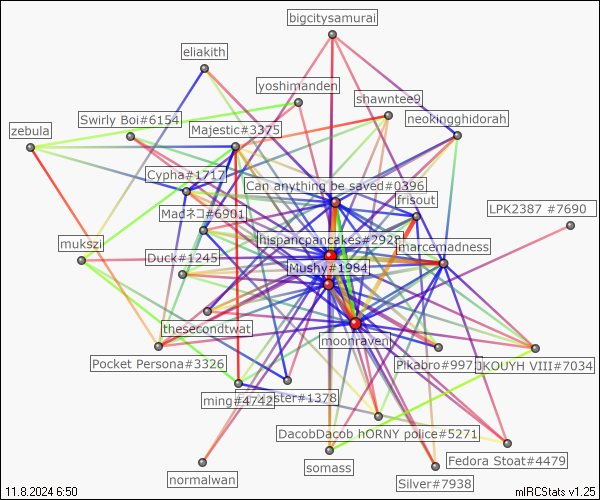 bigcitysamurai
eliakith
yoshimanden
shawntee9
Swirly Boi#6154
neokingghidorah
zebula
Majestic#3375
Cypha#1717
Can anything be saved#0396
frisout
LPK2387 #7690
Madネコ#6901
hispanicpancakes#292
mukszi
marcemadness
Duck#1245
Mushy#1984
thesecondtwat
moonraven
Pocket Persona#3326
Pikabro#997
JKOUYH VIII#7034
ming#4742
ster#1378
DacobDacob hORNY police#5271
Fedora Stoat#4479
somass
normalwan
Silver#7938
11.8.2024 6:50
mIRCStats v1.25